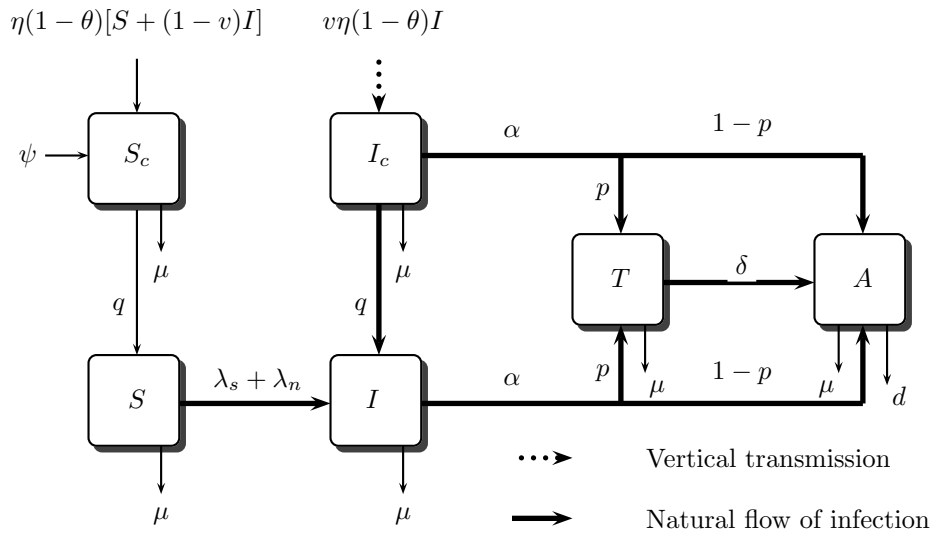 η(1 − θ)[S + (1 − v)I]
vη(1 − θ)I
ψ
S_c
I_c
α
1 − p
p
μ
μ
q
q
T
δ
A
S
λ_s + λ_n
I
α
p
1 − p
μ
μ
d
μ
μ
Vertical transmission
Natural flow of infection